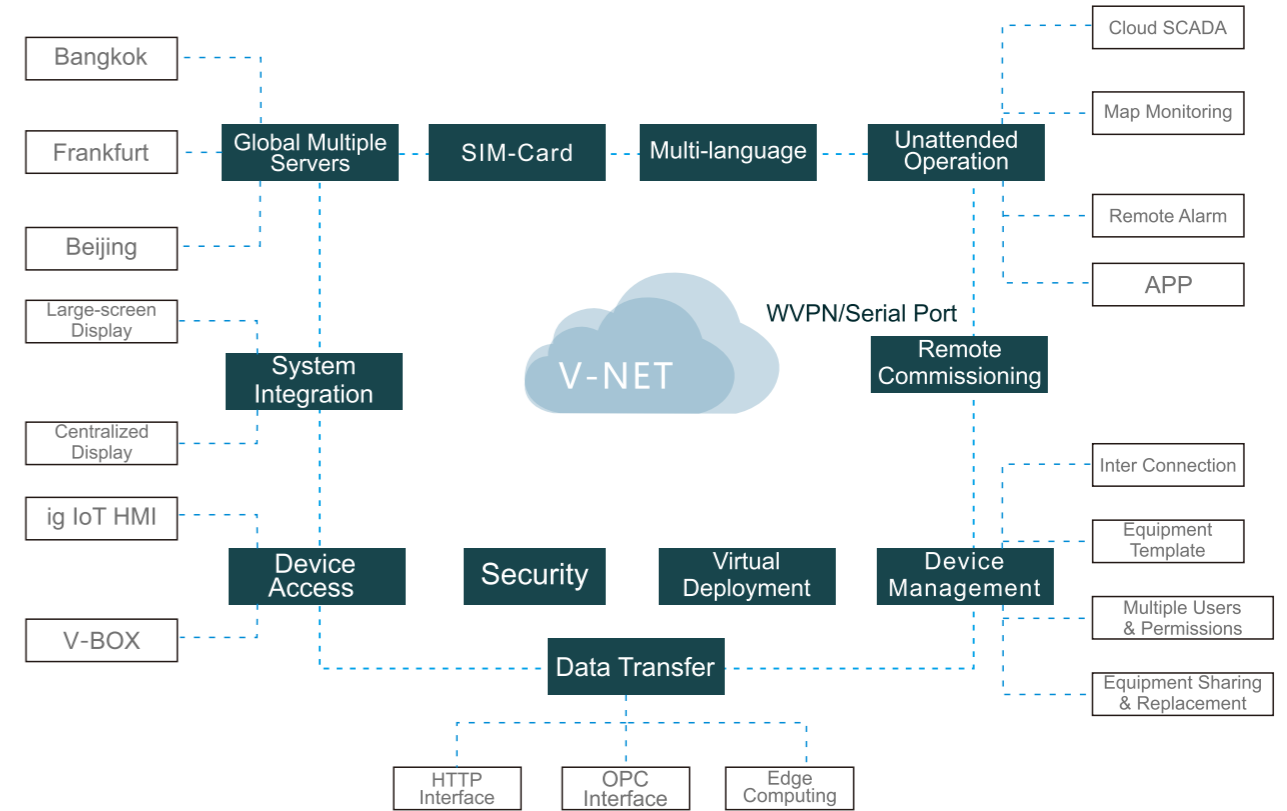 Cloud SCADA
Bangkok
Map Monitoring
Frankfurt
Global Multiple
Servers
SIM-Card
Multi-language
Unattended
Operation
Remote Alarm
Beijing
APP
Large-screen
Display
WVPN/Serial Port
Remote
Commissioning
System
Integration
V-NET
Centralized
Display
Inter Connection
ig IoT HMI
Equipment
Template
Device
Access
Security
Virtual
Deployment
Device
Management
Multiple Users
& Permissions
V-BOX
Data Transfer
Equipment Sharing
& Replacement
HTTP
Interface
OPC
Interface
Edge
Computing